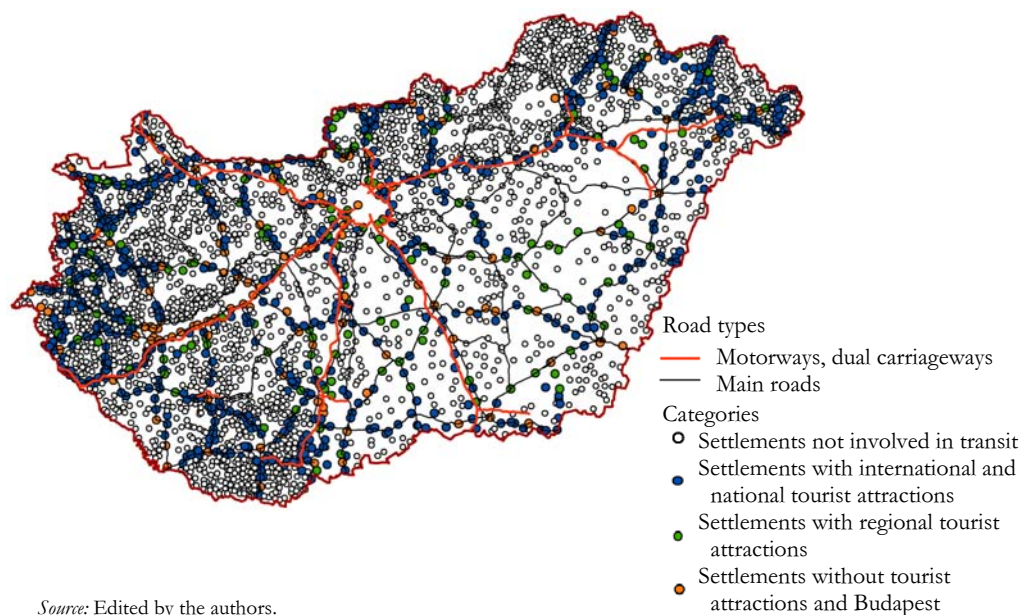 Road types
Motorways, dual carriageways
Main roads
Categories
Settlements not involved in transit
Settlements with international and
national tourist attractions
Settlements with regional tourist
attractions
Settlements without tourist
attractions and Budapest
Source: Edited by the authors.